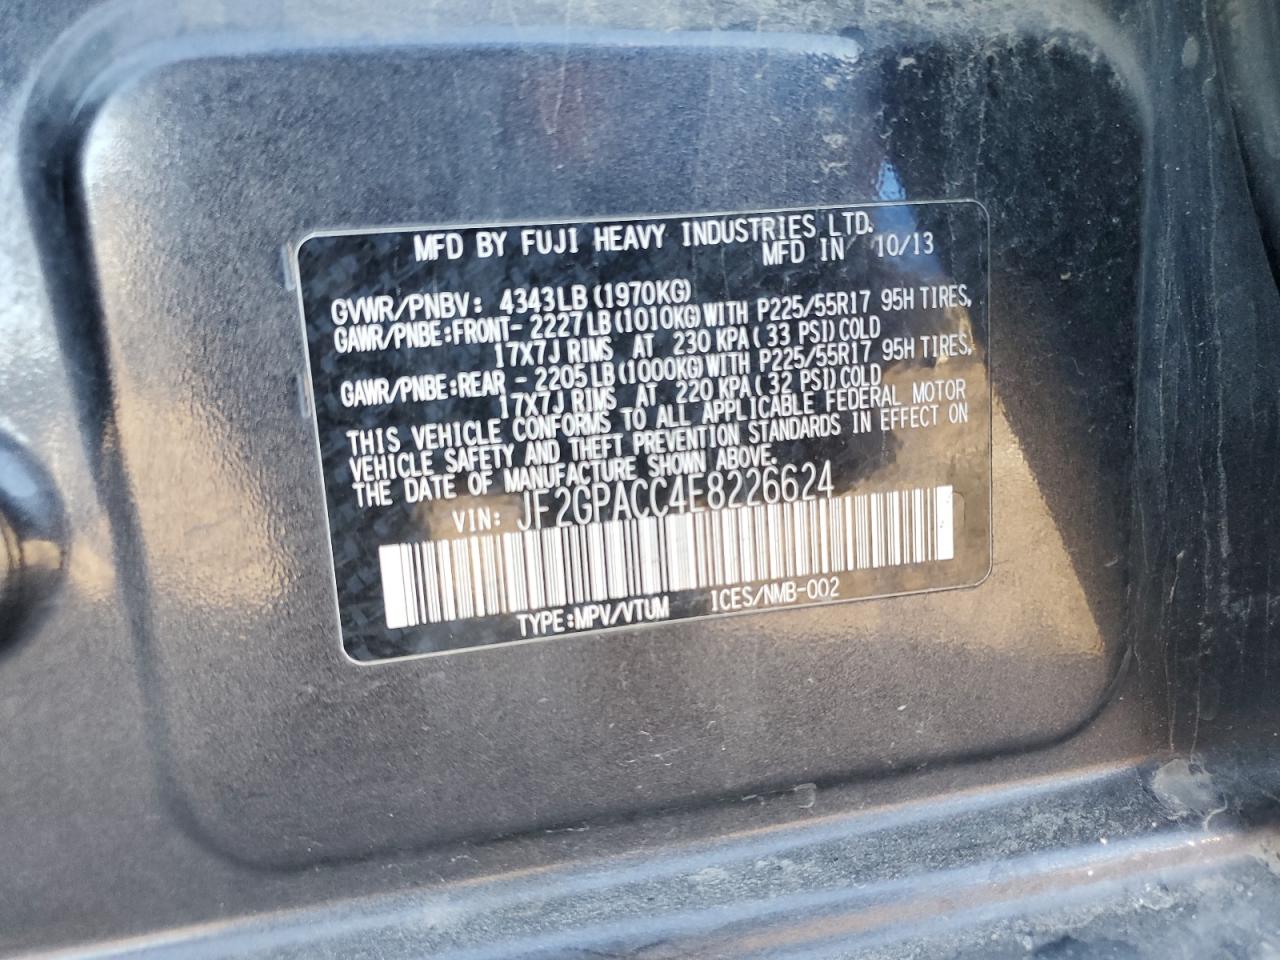 MFD BY FUJI HEAVY INDUSTRIES LTD.
MFD IN 10/13
GVWR/PNBV: 4343LB (1970KG)
GAWR/PNBE:FRONT- 2227LB(1010KG)WITH P225/55R17 95H TIRES,
17X7J RIMS AT 230 KPA( 33 PSI)COLD
GAWR/PNBE:REAR - 2205LB(1000KG)WITH P225/55R17 95H TIRES,
17X7J RIMS AT 220 KPA( 32 PSI)COLD
THIS VEHICLE CONFORMS TO ALL APPLICABLE FEDERAL MOTOR
VEHICLE SAFETY AND THEFT PREVENTION STANDARDS IN EFFECT ON
THE DATE OF MANUFACTURE SHOWN ABOVE.
VIN: JF2GPACC4E8226624
TYPE:MPV/VTUM ICES/NMB-002